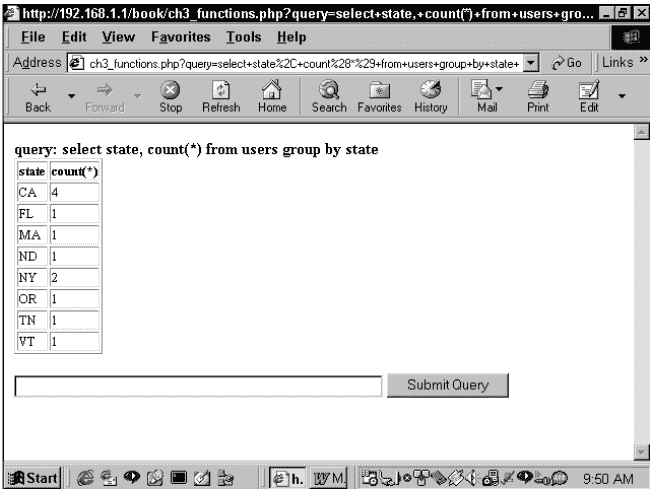 http://192.168.1.1/book/ch3_functions.php?query=select+state,+count(*)+from+users+gro...
File Edit View Favorites Tools Help
Address ch3_functions.php?query=select+state%2C+count%28*%29+from+users+group+by+state+ Go Links »
Back Forward Stop Refresh Home Search Favorites History Mail Print Edit
query: select state, count(*) from users group by state
state count(*)
CA 4
FL 1
MA 1
ND 1
NY 2
OR 1
TN 1
VT 1
Submit Query
Start h. M. 9:50 AM